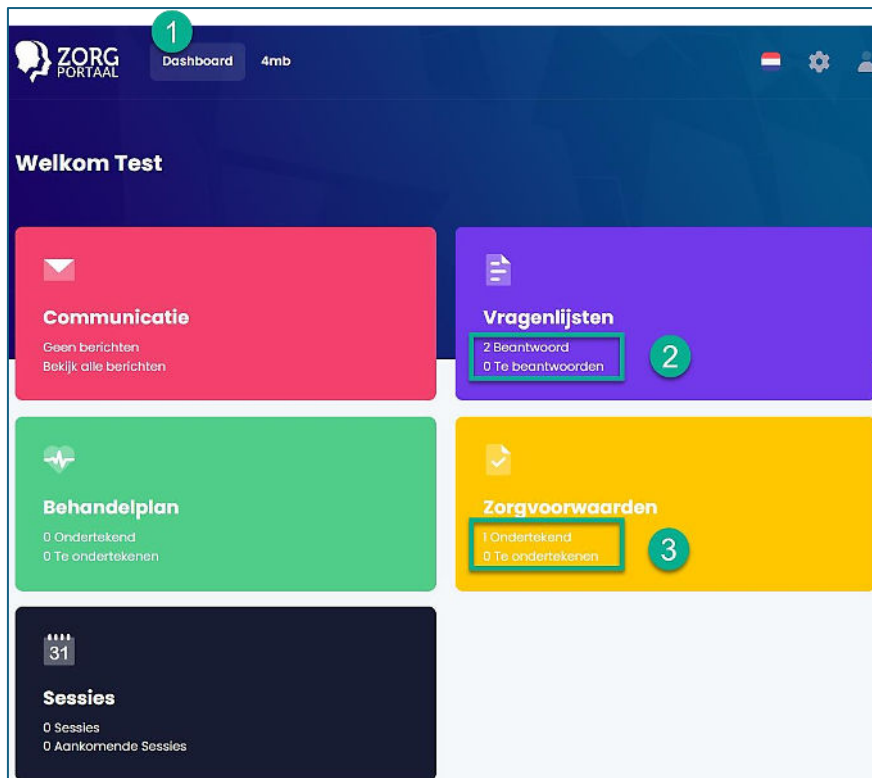 1
ZORG
PORTAAL
Dashboard
4mb
Welkom Test
Communicatie
Geen berichten
Bekijk alle berichten
Vragenlijsten
2 Beantwoord
0 Te beantwoorden
2
Behandelplan
0 Ondertekend
0 Te ondertekenen
Zorgvoorwaarden
1 Ondertekend
0 Te ondertekenen
3
31
Sessies
0 Sessies
0 Aankomende Sessies